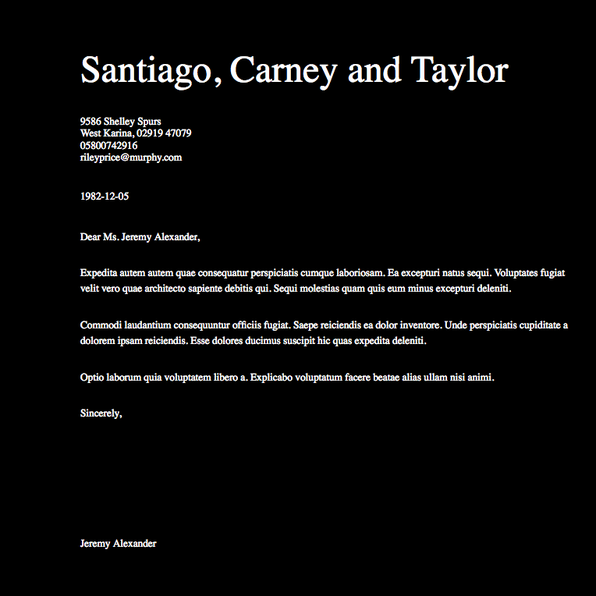 Santiago, Carney and Taylor
9586 Shelley Spurs
West Karina, 02919 47079
05800742916
rileyprice@murphy.com
1982-12-05
Dear Ms. Jeremy Alexander,
Expedita autem autem quae consequatur perspiciatis cumque laboriosam. Ea excepturi natus sequi. Voluptates fugiat
velit vero quae architecto sapiente debitis qui. Sequi molestias quam quis eum minus excepturi deleniti.
Commodi laudantium consequuntur officiis fugiat. Saepe reiciendis ea dolor inventore. Unde perspiciatis cupiditate a
dolorem ipsam reiciendis. Esse dolores ducimus suscipit hic quas expedita deleniti.
Optio laborum quia voluptatem libero a. Explicabo voluptatum facere beatae alias ullam nisi animi.
Sincerely,
Jeremy Alexander